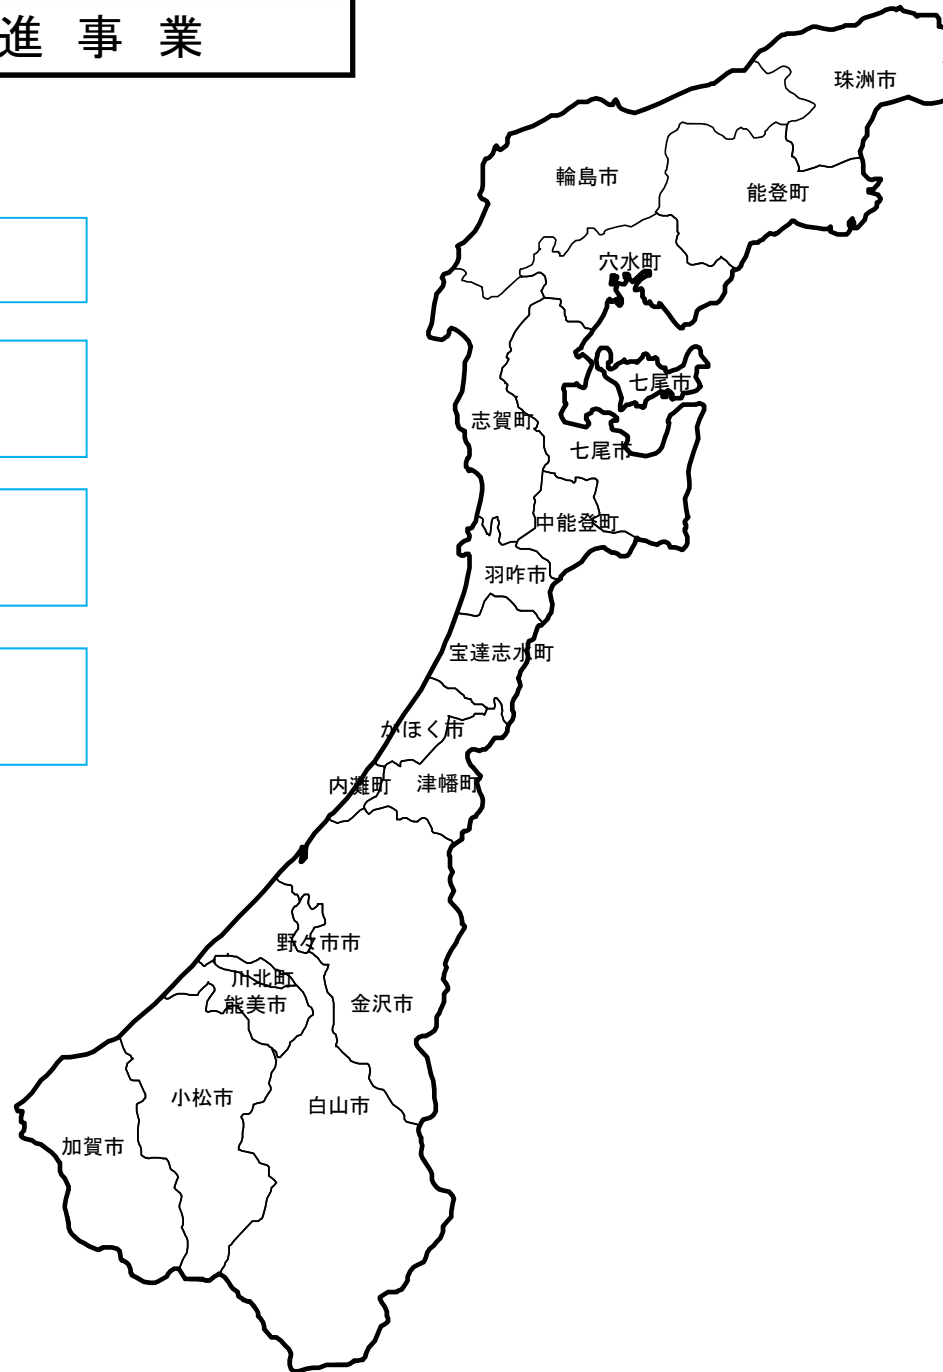 進事業
珠洲市
輪島市
能登町
穴水町
七尾市
志賀町
七尾市
中能登町
羽咋市
宝達志水町
かほく市
内灘町
津幡町
野々市市
川北町
能美市
金沢市
小松市
白山市
加賀市